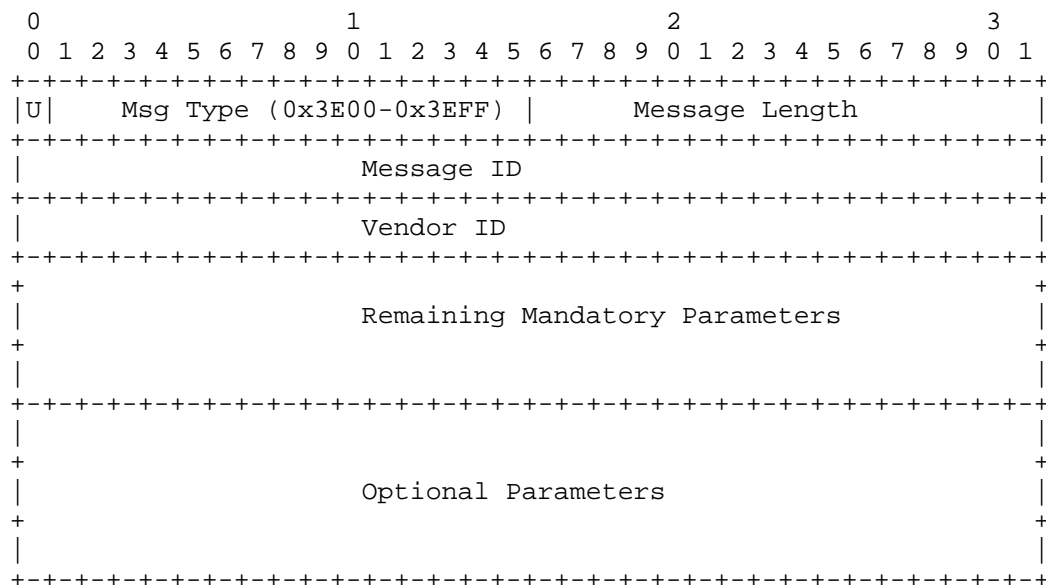 0                   1                   2                   3
 0 1 2 3 4 5 6 7 8 9 0 1 2 3 4 5 6 7 8 9 0 1 2 3 4 5 6 7 8 9 0 1
+-+-+-+-+-+-+-+-+-+-+-+-+-+-+-+-+-+-+-+-+-+-+-+-+-+-+-+-+-+-+-+-+
|U|    Msg Type (0x3E00-0x3EFF) |      Message Length           |
+-+-+-+-+-+-+-+-+-+-+-+-+-+-+-+-+-+-+-+-+-+-+-+-+-+-+-+-+-+-+-+-+
|                     Message ID                                |
+-+-+-+-+-+-+-+-+-+-+-+-+-+-+-+-+-+-+-+-+-+-+-+-+-+-+-+-+-+-+-+-+
|                     Vendor ID                                 |
+-+-+-+-+-+-+-+-+-+-+-+-+-+-+-+-+-+-+-+-+-+-+-+-+-+-+-+-+-+-+-+-+
+                                                               +
|                     Remaining Mandatory Parameters            |
+                                                               +
|                                                               |
+-+-+-+-+-+-+-+-+-+-+-+-+-+-+-+-+-+-+-+-+-+-+-+-+-+-+-+-+-+-+-+-+
|                                                               |
+                                                               +
|                     Optional Parameters                       |
+                                                               +
|                                                               |
+-+-+-+-+-+-+-+-+-+-+-+-+-+-+-+-+-+-+-+-+-+-+-+-+-+-+-+-+-+-+-+-+